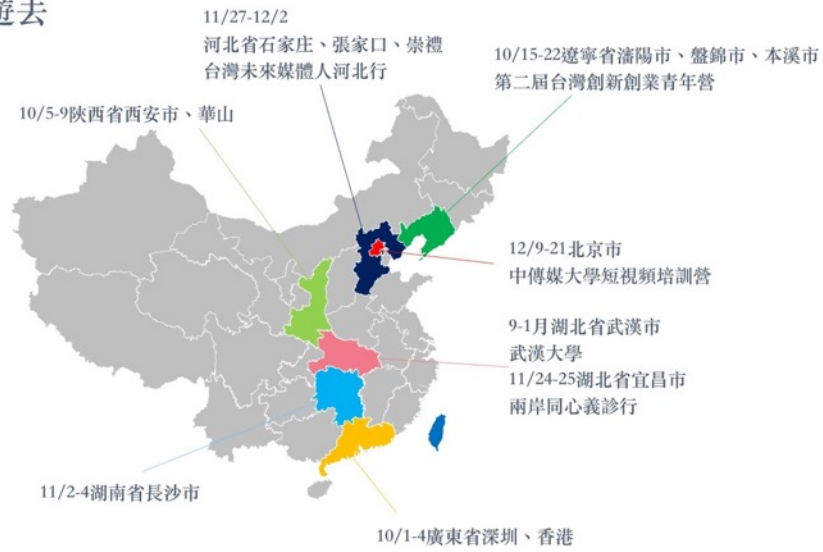 遊去
11/27-12/2
河北省石家庄、張家口、崇禮
台灣未來媒體人河北行
10/15-22遼寧省瀋陽市、盤錦市、本溪市
第二屆台灣創新創業青年營
10/5-9陝西省西安市、華山
12/9-21北京市
中傳媒大學短視頻培訓營
9-1月湖北省武漢市
武漢大學
11/24-25湖北省宜昌市
兩岸同心義診行
11/2-4湖南省長沙市
10/1-4廣東省深圳、香港